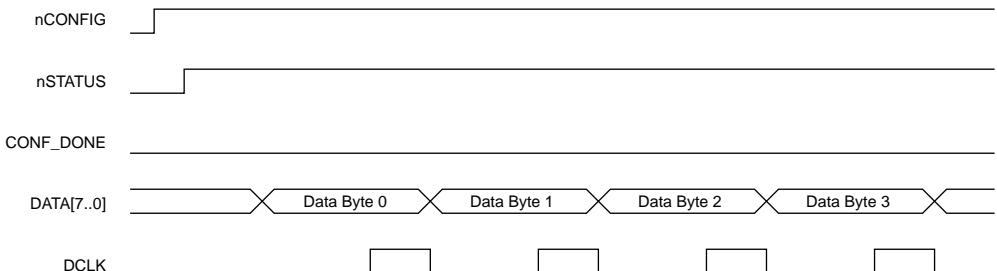 nCONFIG
nSTATUS
CONF_DONE
DATA[7..0] Data Byte 0 Data Byte 1 Data Byte 2 Data Byte 3
DCLK